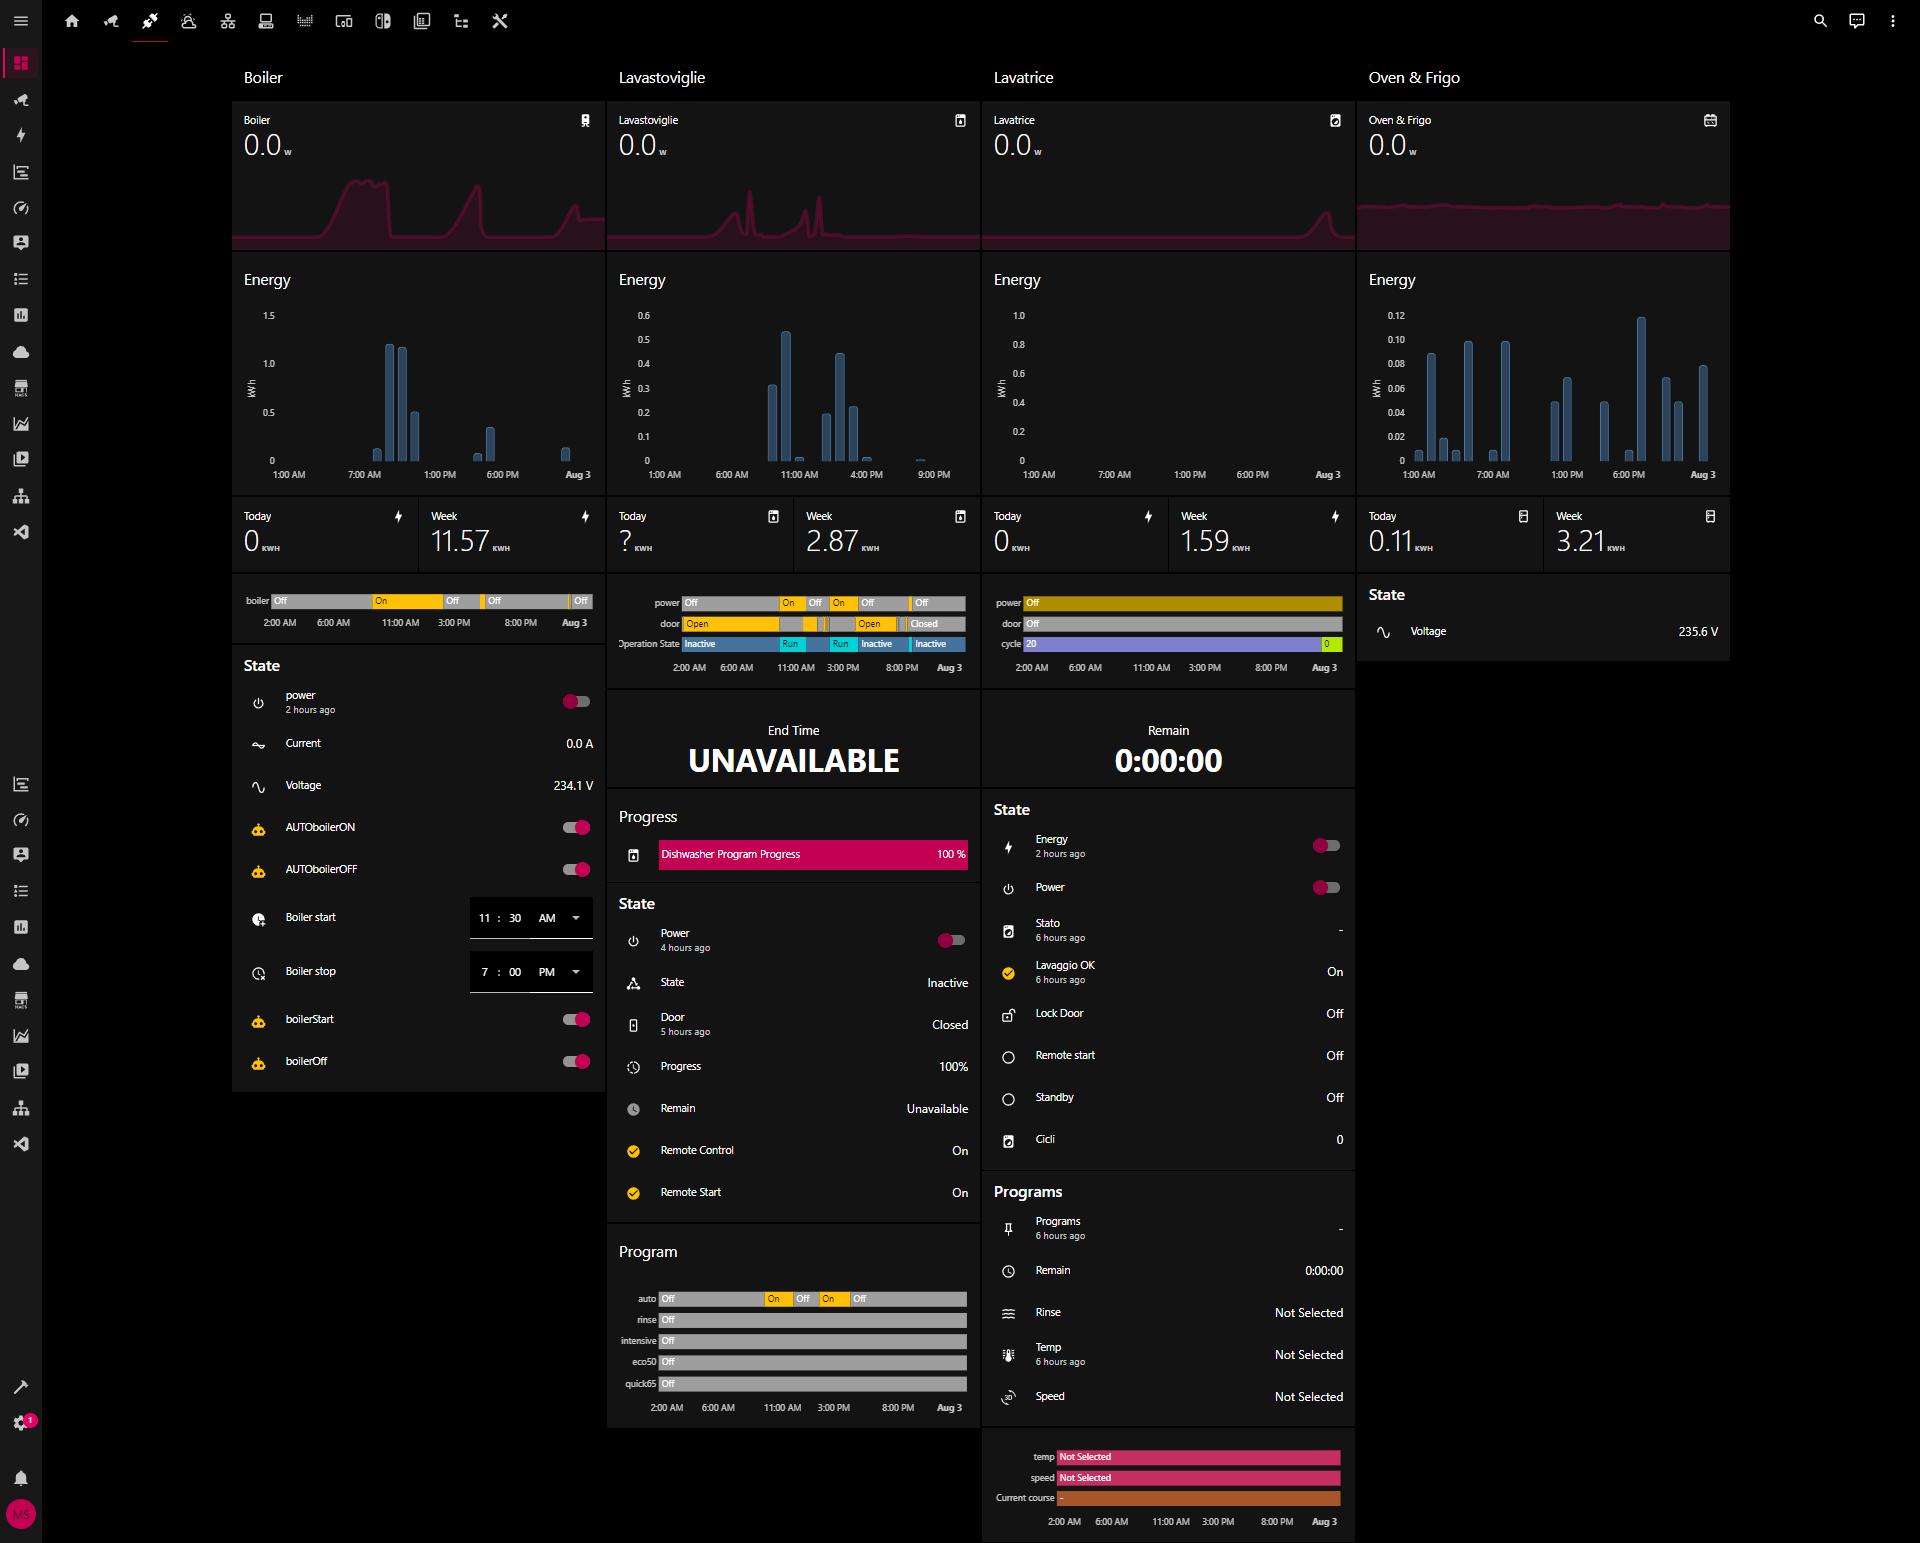 Boiler
Boiler
0.0 W
Energy
1.5
1.0
0.5
0
kWh
1:00 AM 7:00 AM 1:00 PM 6:00 PM Aug 3
Today
0 KWH
Week
11.57 KWH
boiler Off On Off Off Off
2:00 AM 6:00 AM 11:00 AM 3:00 PM 8:00 PM Aug 3
State
power
2 hours ago
Current 0.0 A
Voltage 234.1 V
AUTOboilerON
AUTOboilerOFF
Boiler start 11 : 30 AM
Boiler stop 7 : 00 PM
boilerStart
boilerOff
Lavastoviglie
Lavastoviglie
0.0 W
Energy
0.6
0.5
0.4
0.3
0.2
0.1
0
kWh
1:00 AM 6:00 AM 11:00 AM 4:00 PM 9:00 PM
Today
? KWH
Week
2.87 KWH
power Off On Off On Off Off
door Open Open Closed
Operation State Inactive Run Run Inactive Inactive
2:00 AM 6:00 AM 11:00 AM 3:00 PM 8:00 PM Aug 3
End Time
UNAVAILABLE
Progress
Dishwasher Program Progress 100 %
State
Power
4 hours ago
State Inactive
Door Closed
5 hours ago
Progress 100%
Remain Unavailable
Remote Control On
Remote Start On
Program
auto Off On Off On Off
rinse Off
intensive Off
eco50 Off
quick65 Off
2:00 AM 6:00 AM 11:00 AM 3:00 PM 8:00 PM Aug 3
Lavatrice
Lavatrice
0.0 W
Energy
1.0
0.8
0.6
0.4
0.2
0
kWh
1:00 AM 7:00 AM 1:00 PM 6:00 PM Aug 3
Today
0 KWH
Week
1.59 KWH
power Off
door Off
cycle 20 0
2:00 AM 6:00 AM 11:00 AM 3:00 PM 8:00 PM Aug 3
Remain
0:00:00
State
Energy
2 hours ago
Power
Stato -
6 hours ago
Lavaggio OK On
6 hours ago
Lock Door Off
Remote start Off
Standby Off
Cicli 0
Programs
Programs -
6 hours ago
Remain 0:00:00
Rinse Not Selected
Temp Not Selected
6 hours ago
Speed Not Selected
temp Not Selected
speed Not Selected
Current course -
2:00 AM 6:00 AM 11:00 AM 3:00 PM 8:00 PM Aug 3
Oven & Frigo
Oven & Frigo
0.0 W
Energy
0.12
0.10
0.08
0.06
0.04
0.02
0
kWh
1:00 AM 7:00 AM 1:00 PM 6:00 PM Aug 3
Today
0.11 KWH
Week
3.21 KWH
State
Voltage 235.6 V
HACS
HACS
1
MS